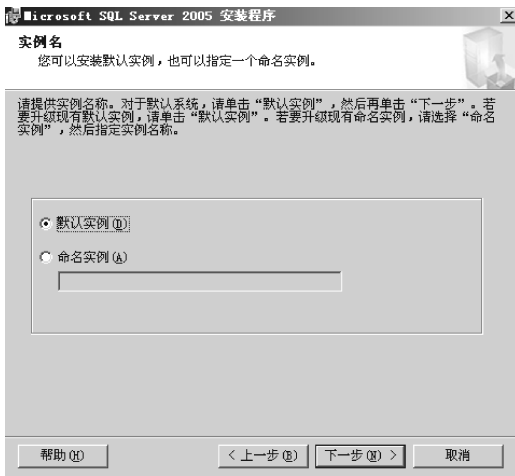 Microsoft SQL Server 2005 安装程序
实例名
您可以安装默认实例，也可以指定一个命名实例。
请提供实例名称。对于默认系统，请单击“默认实例”，然后再单击“下一步”。若
要升级现有默认实例，请单击“默认实例”。若要升级现有命名实例，请选择“命名
实例”，然后指定实例名称。
默认实例(D)
命名实例(A)
帮助(H)
< 上一步(B)
下一步(N) >
取消